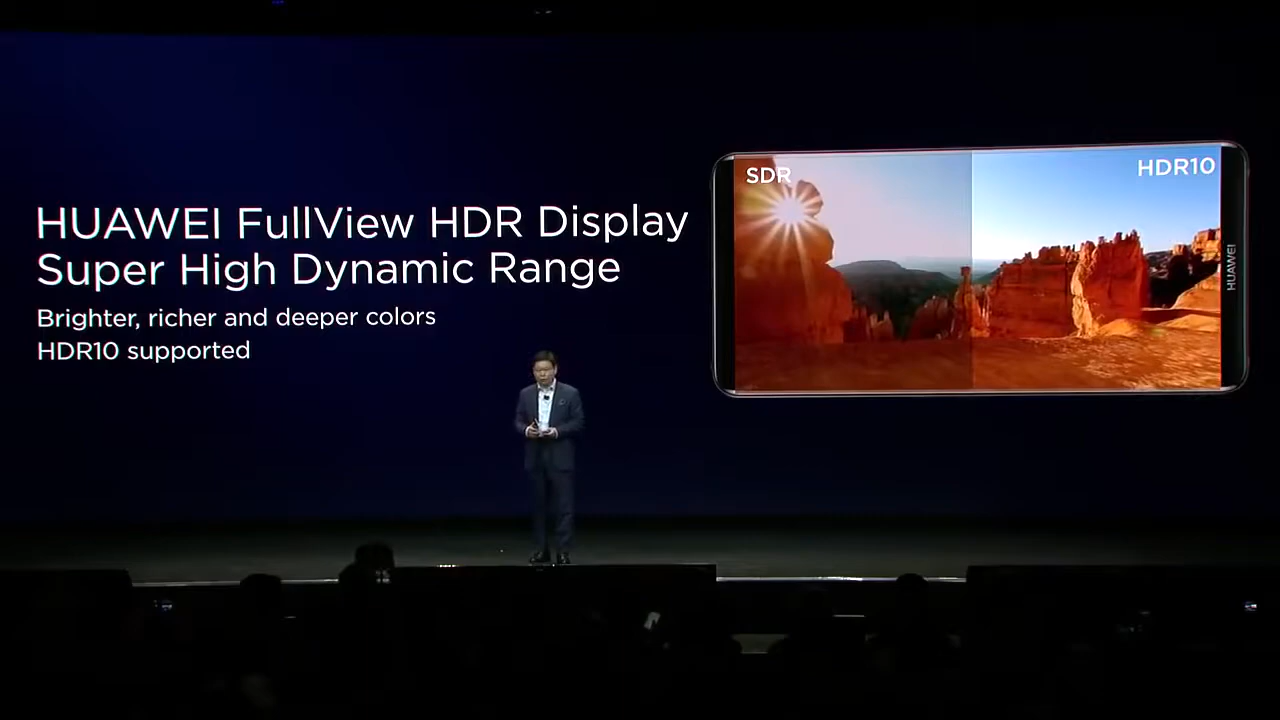 HUAWEI FullView HDR Display
Super High Dynamic Range
Brighter, richer and deeper colors
HDR10 supported
SDR
HDR10
HUAWEI